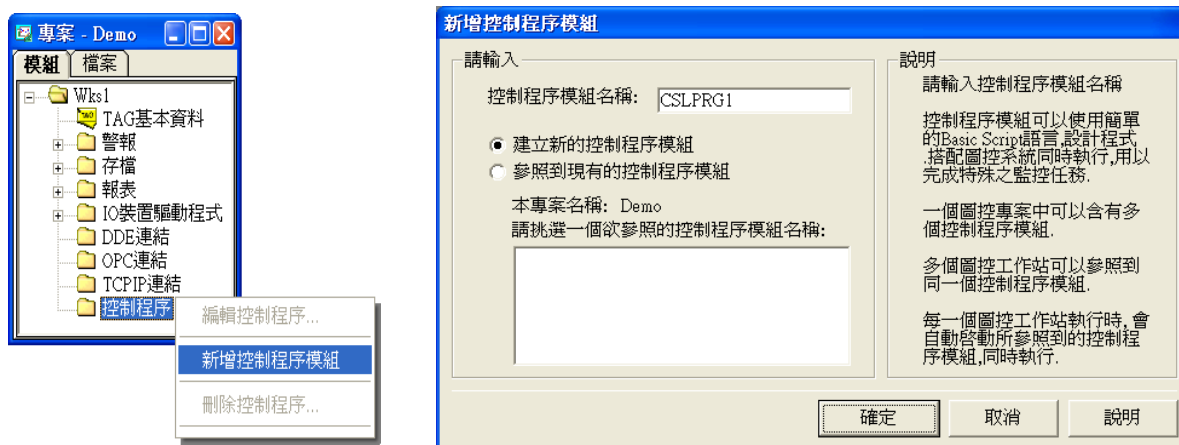 專案 - Demo
模組 檔案
Wks1
TAG基本資料
警報
存檔
報表
IO裝置驅動程式
DDE連結
OPC連結
TCPIP連結
控制程序
編輯控制程序...
新增控制程序模組
刪除控制程序...
新增控制程序模組
請輸入
控制程序模組名稱: CSLPRG1
建立新的控制程序模組
參照到現有的控制程序模組
本專案名稱: Demo
請挑選一個欲參照的控制程序模組名稱:
說明
請輸入控制程序模組名稱
控制程序模組可以使用簡單
的Basic Script語言,設計程式
.搭配圖控系統同時執行,用以
完成特殊之監控任務.
一個圖控專案中可以含有多
個控制程序模組.
多個圖控工作站可以參照到
同一個控制程序模組.
每一個圖控工作站執行時, 會
自動啓動所參照到的控制程
序模組,同時執行.
確定 取消 說明